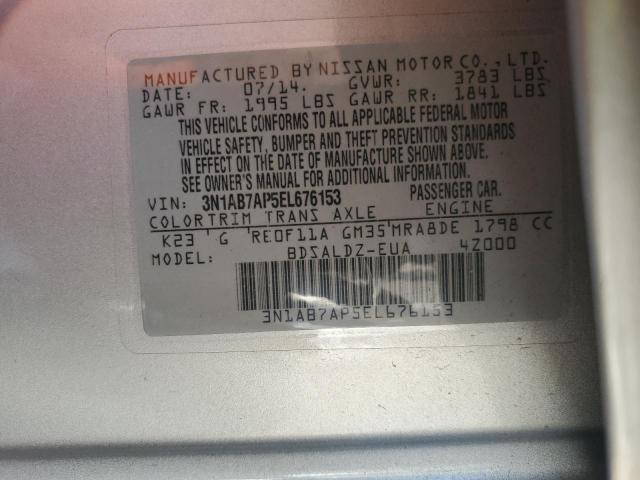 MANUFACTURED BY NISSAN MOTOR CO., LTD.
DATE: 07/14. GVWR: 3783 LBS
GAWR FR: 1995 LBS GAWR RR: 1841 LBS
THIS VEHICLE CONFORMS TO ALL APPLICABLE FEDERAL MOTOR
VEHICLE SAFETY, BUMPER AND THEFT PREVENTION STANDARDS
IN EFFECT ON THE DATE OF MANUFACTURE SHOWN ABOVE.
SEE OWNER'S MANUAL FOR ADDITIONAL INFORMATION.
VIN: 3N1AB7AP5EL676153 PASSENGER CAR.
COLORTRIM TRANS AXLE ENGINE
K23 G RE0F11A GM35 MRA8DE 1798 CC
MODEL: BDSALDZ-EUA 4Z000
3N1AB7AP5EL676153